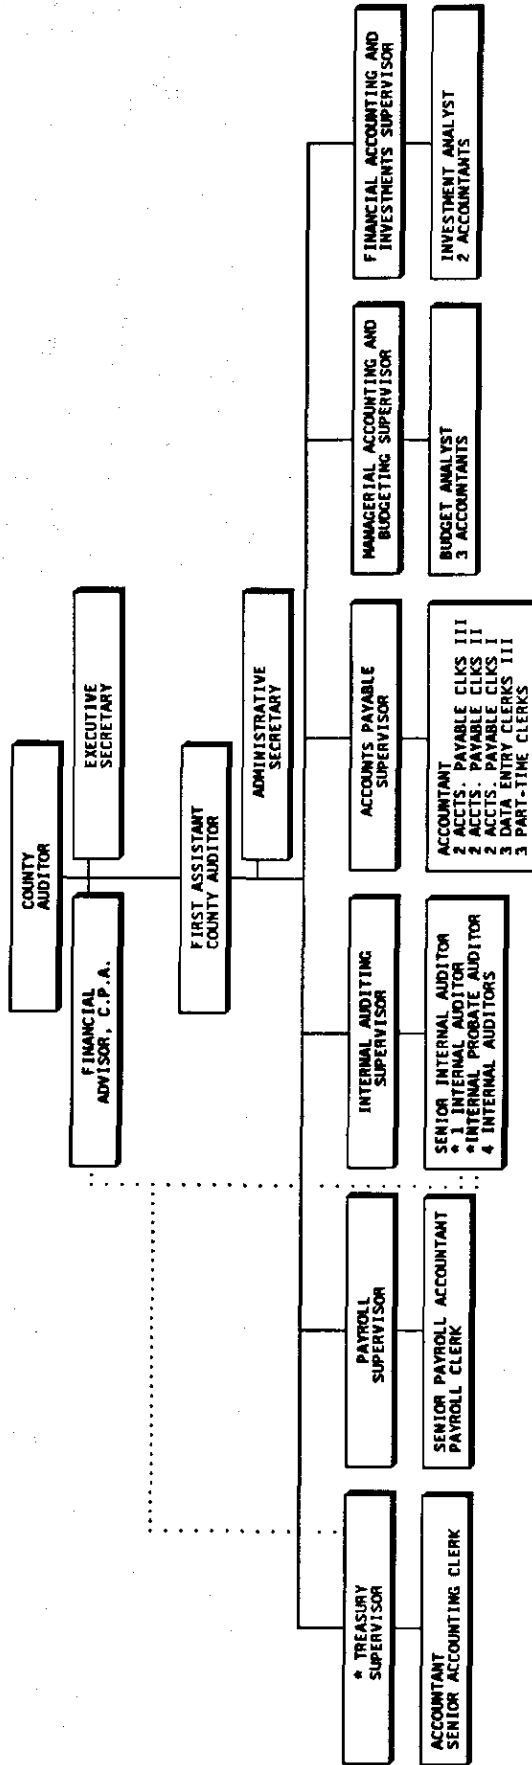 COUNTY
AUDITOR
FINANCIAL
ADVISOR, C.P.A.
EXECUTIVE
SECRETARY
FIRST ASSISTANT
COUNTY AUDITOR
ADMINISTRATIVE
SECRETARY
* TREASURY
SUPERVISOR
PAYROLL
SUPERVISOR
INTERNAL AUDITING
SUPERVISOR
ACCOUNTS PAYABLE
SUPERVISOR
MANAGERIAL ACCOUNTING AND
BUDGETING SUPERVISOR
FINANCIAL ACCOUNTING AND
INVESTMENTS SUPERVISOR
ACCOUNTANT
SENIOR ACCOUNTING CLERK
SENIOR PAYROLL ACCOUNTANT
PAYROLL CLERK
SENIOR INTERNAL AUDITOR
* 1 INTERNAL AUDITOR
*INTERNAL PROBATE AUDITOR
4 INTERNAL AUDITORS
ACCOUNTANT
2 ACCTS. PAYABLE CLKS III
2 ACCTS. PAYABLE CLKS II
2 ACCTS. PAYABLE CLKS I
3 DATA ENTRY CLERKS III
3 PART-TIME CLERKS
BUDGET ANALYST
3 ACCOUNTANTS
INVESTMENT ANALYST
2 ACCOUNTANTS